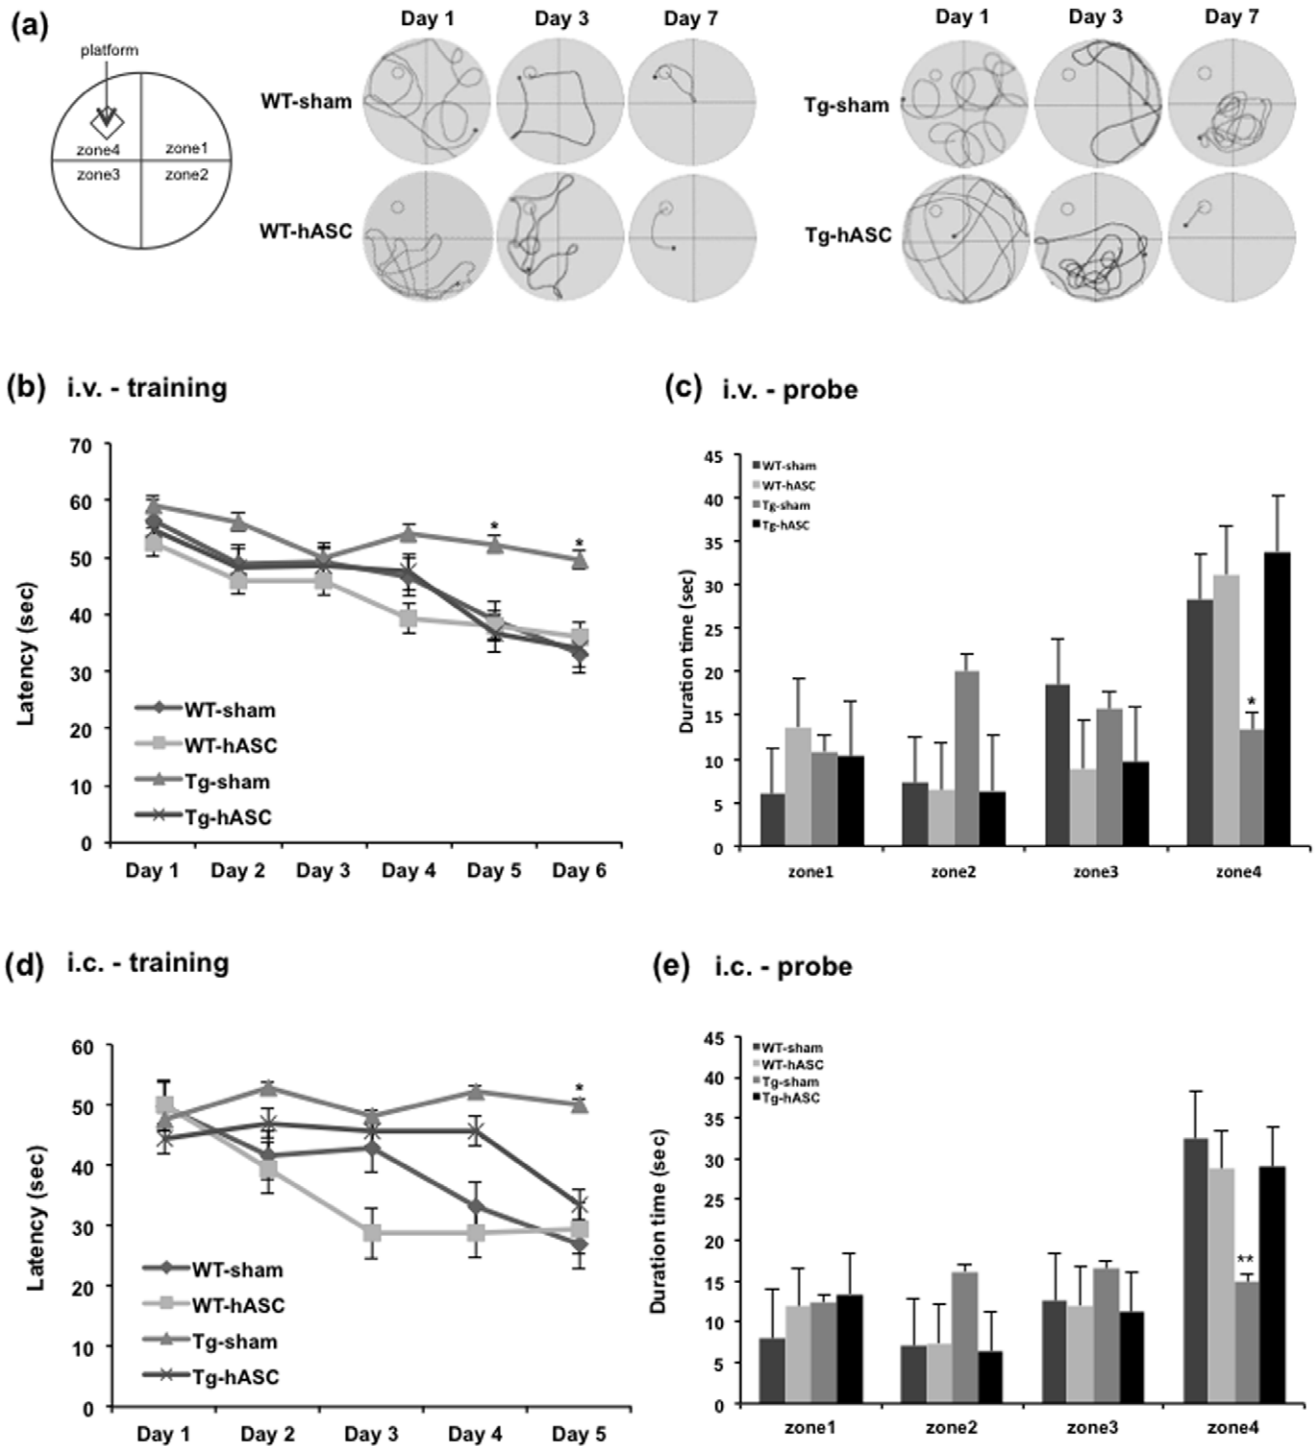 (a)
Day 1 Day 3 Day 7 Day 1 Day 3 Day 7
platform
WT-sham Tg-sham
zone4 zone1
zone3 zone2
WT-hASC Tg-hASC
(b) i.v. - training
70
60
50
40
30
20
10
0
Latency (sec)
* *
WT-sham
WT-hASC
Tg-sham
Tg-hASC
Day 1 Day 2 Day 3 Day 4 Day 5 Day 6
(c) i.v. - probe
45
40
35
30
25
20
15
10
5
0
Duration time (sec)
WT-sham
WT-hASC
Tg-sham
Tg-hASC
*
zone1 zone2 zone3 zone4
(d) i.c. - training
60
50
40
30
20
10
0
Latency (sec)
*
WT-sham
WT-hASC
Tg-sham
Tg-hASC
Day 1 Day 2 Day 3 Day 4 Day 5
(e) i.c. - probe
45
40
35
30
25
20
15
10
5
0
Duration time (sec)
WT-sham
WT-hASC
Tg-sham
Tg-hASC
**
zone1 zone2 zone3 zone4